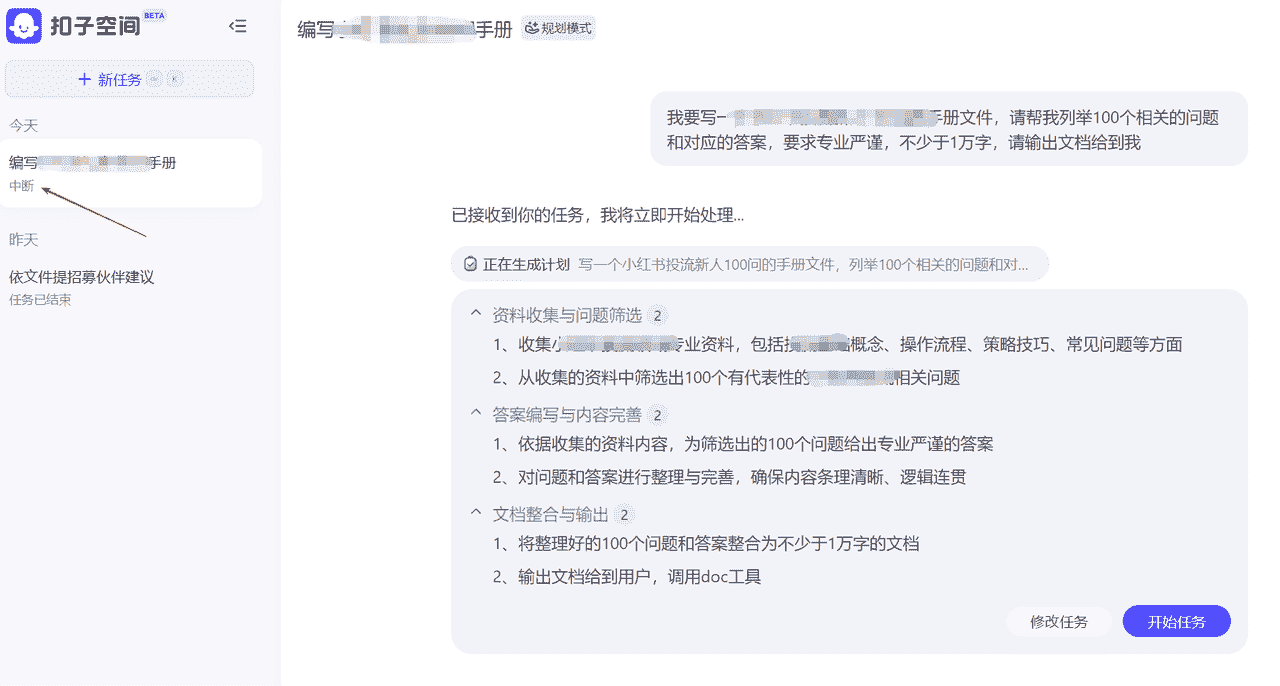 扣子空间 BETA
+ 新任务 K
今天
编写 手册
中断
昨天
依文件提招募伙伴建议
任务已结束
编写 手册 规划模式
我要写一 手册文件，请帮我列举100个相关的问题
和对应的答案，要求专业严谨，不少于1万字，请输出文档给到我
已接收到你的任务，我将立即开始处理...
正在生成计划 写一个小红书投流新人100问的手册文件，列举100个相关的问题和对...
资料收集与问题筛选 2
1、收集 专业资料，包括 概念、操作流程、策略技巧、常见问题等方面
2、从收集的资料中筛选出100个有代表性的 相关问题
答案编写与内容完善 2
1、依据收集的资料内容，为筛选出的100个问题给出专业严谨的答案
2、对问题和答案进行整理与完善，确保内容条理清晰、逻辑连贯
文档整合与输出 2
1、将整理好的100个问题和答案整合为不少于1万字的文档
2、输出文档给到用户，调用doc工具
修改任务 开始任务